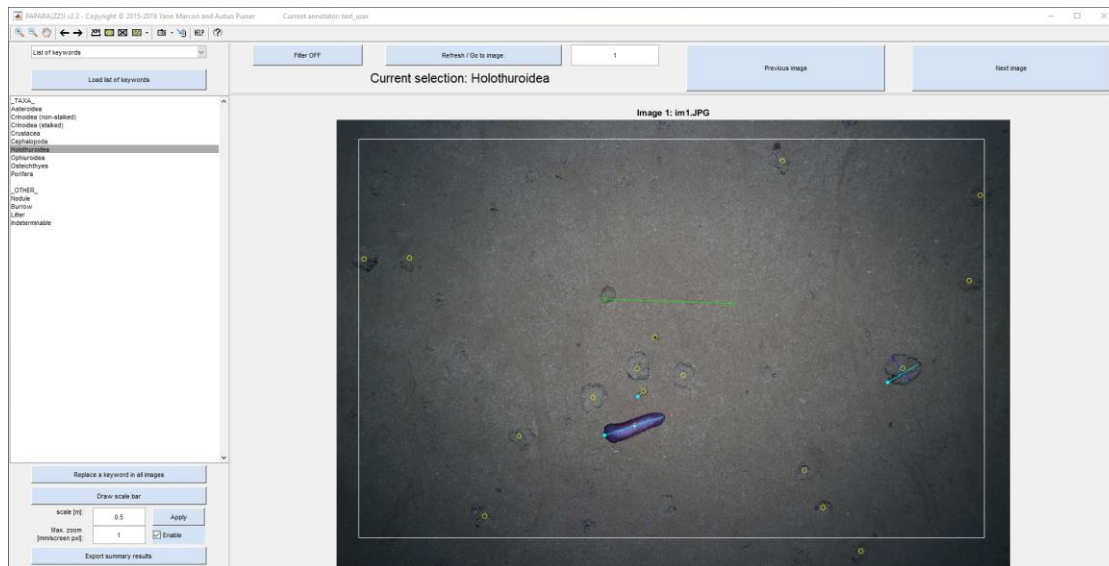 PAPARA(ZZ)I v2.2 - Copyright © 2015-2016 Yann Marcon and Autun Purser Current annotator: test_user
HELP
List of keywords
Load list of keywords
Filter OFF
Refresh / Go to image:
1
Previous image
Next image
Current selection: Holothuroidea
_TAXA_
Asteroidea
Crinoidea (non-stalked)
Crinoidea (stalked)
Crustacea
Cephalopoda
Holothuroidea
Ophiuroidea
Osteichthyes
Porifera
_OTHER_
Nodule
Burrow
Litter
Indeterminable
Image 1: im1.JPG
Replace a keyword in all images
Draw scale bar
scale [m]:
0.5
Apply
Max. zoom
[mm/screen pxl]:
1
Enable
Export summary results